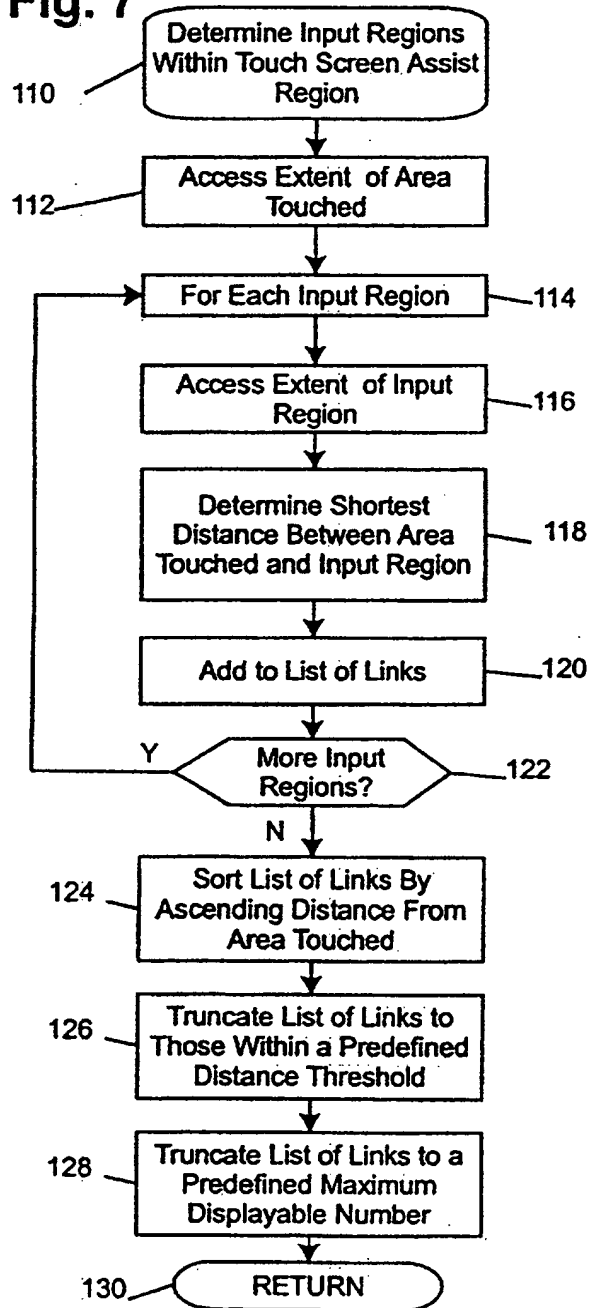 Fig. 7
Determine Input Regions
Within Touch Screen Assist
Region
110
Access Extent of Area
Touched
112
For Each Input Region
114
Access Extent of Input
Region
116
Determine Shortest
Distance Between Area
Touched and Input Region
118
Add to List of Links
120
Y
More Input
Regions?
122
N
124
Sort List of Links By
Ascending Distance From
Area Touched
126
Truncate List of Links to
Those Within a Predefined
Distance Threshold
128
Truncate List of Links to a
Predefined Maximum
Displayable Number
130
RETURN